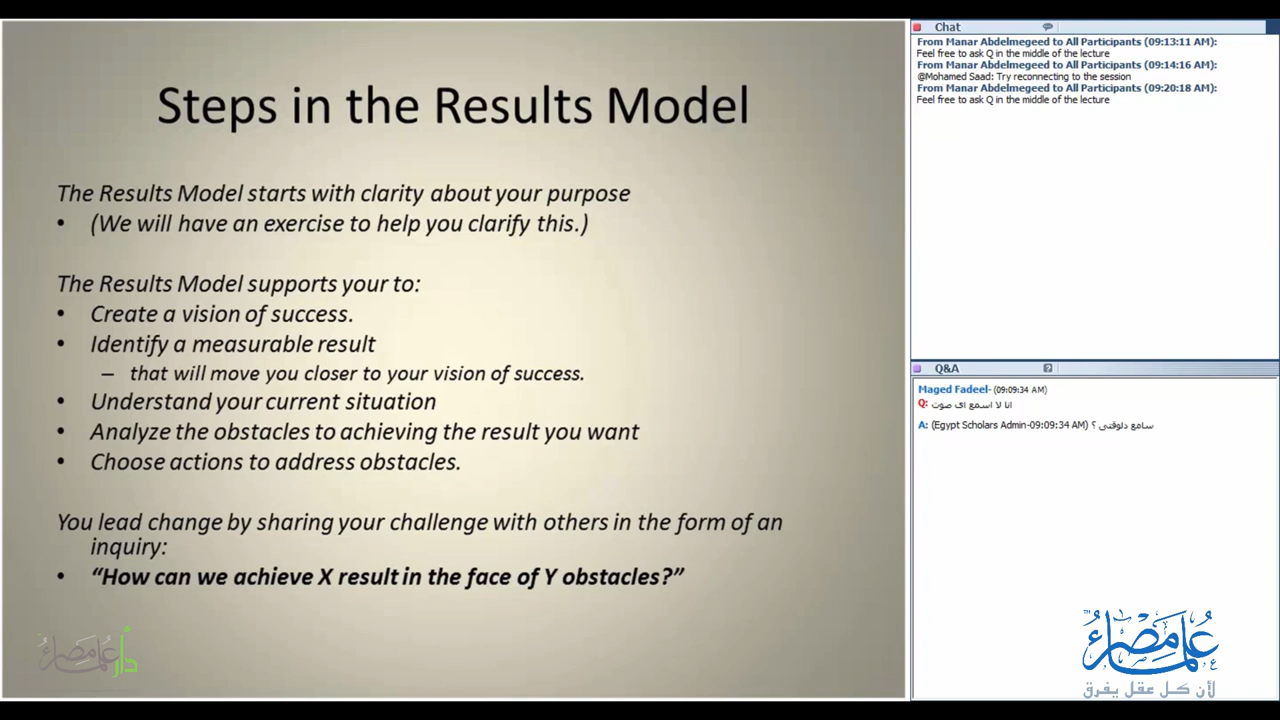 Steps in the Results Model
The Results Model starts with clarity about your purpose
• (We will have an exercise to help you clarify this.)
The Results Model supports your to:
• Create a vision of success.
• Identify a measurable result
– that will move you closer to your vision of success.
• Understand your current situation
• Analyze the obstacles to achieving the result you want
• Choose actions to address obstacles.
You lead change by sharing your challenge with others in the form of an
inquiry:
• “How can we achieve X result in the face of Y obstacles?”
دار علماء مصر
Chat
From Manar Abdelmegeed to All Participants (09:13:11 AM):
Feel free to ask Q in the middle of the lecture
From Manar Abdelmegeed to All Participants (09:14:16 AM):
@Mohamed Saad: Try reconnecting to the session
From Manar Abdelmegeed to All Participants (09:20:18 AM):
Feel free to ask Q in the middle of the lecture
Q&A
Maged Fadeel- (09:09:34 AM)
Q: انا لا اسمع اى صوت
A: (Egypt Scholars Admin-09:09:34 AM) سامع دلوقتى ؟
علماء مصر
لأن كل عقل يفرق